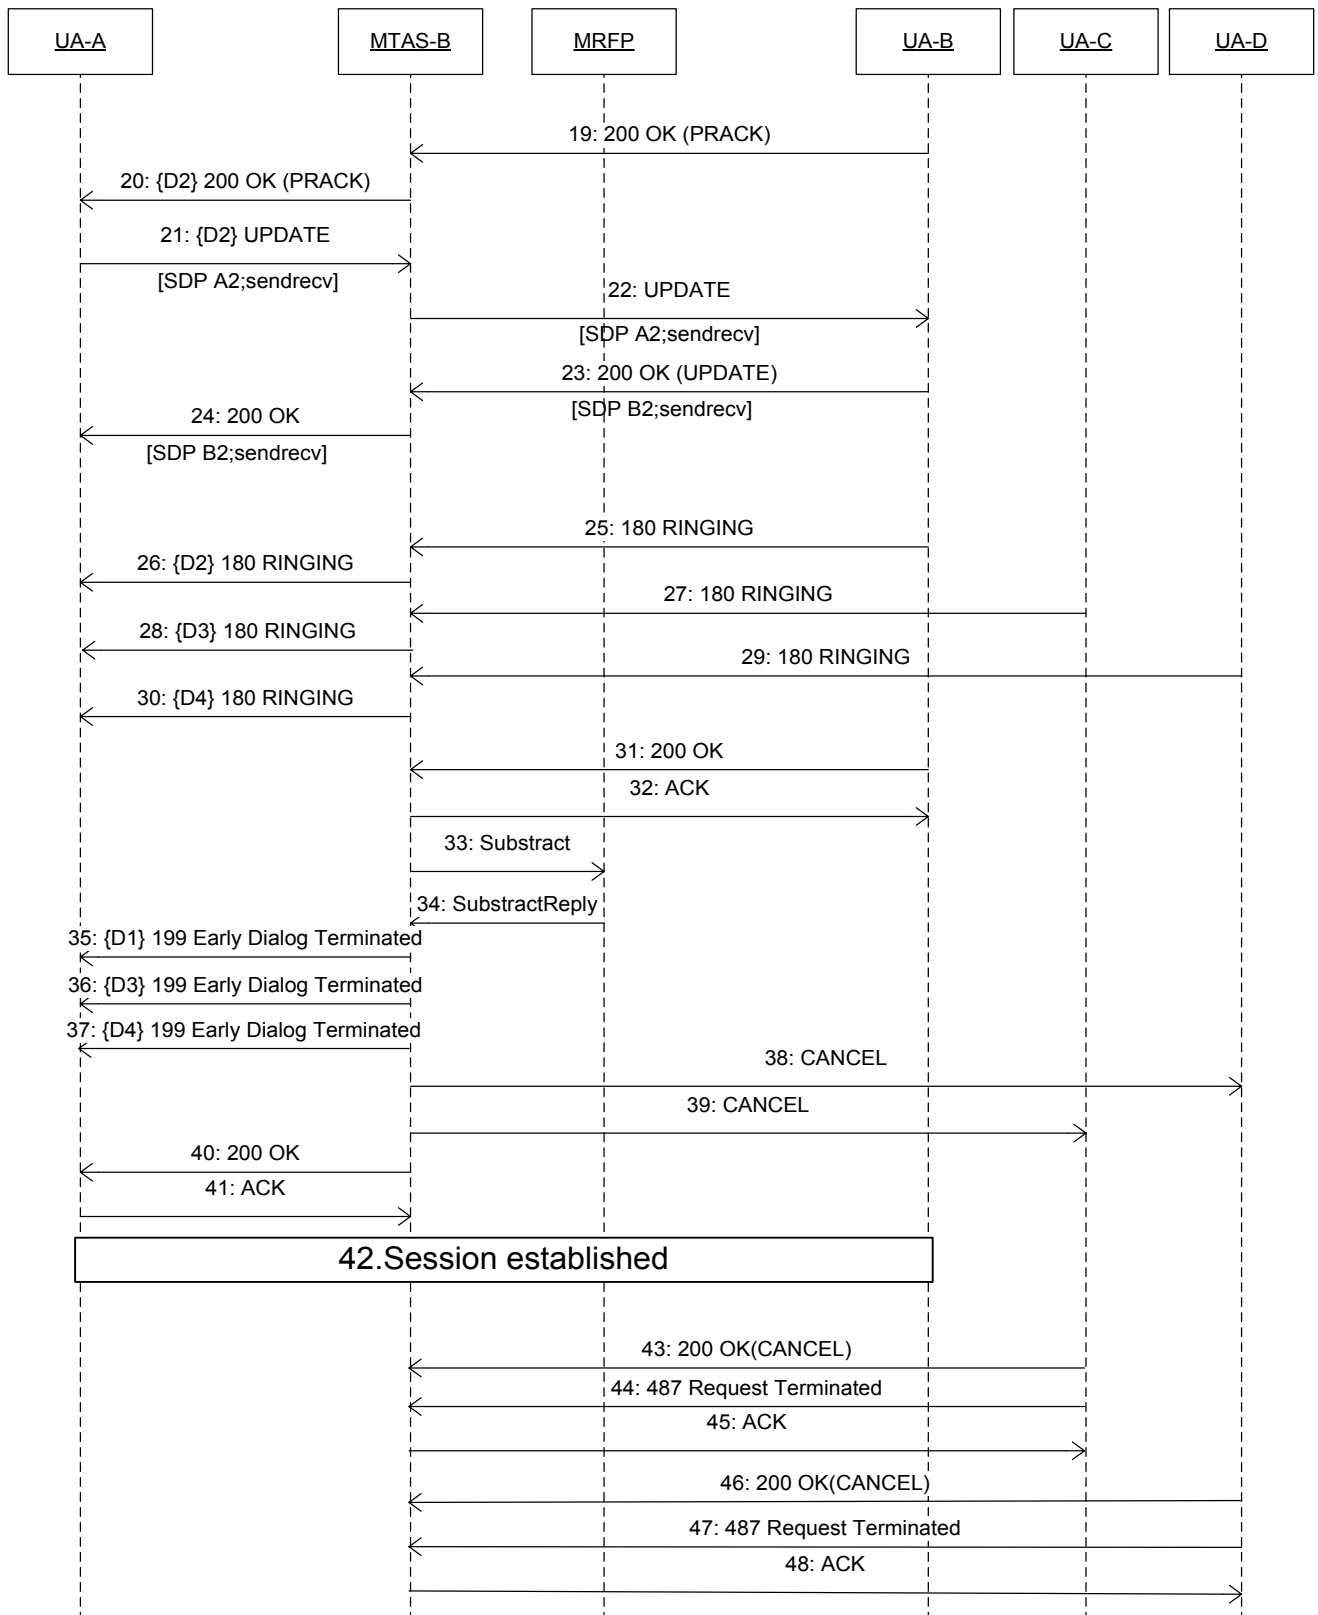 UA-A
MTAS-B
MRFP
UA-B
UA-C
UA-D
19: 200 OK (PRACK)
20: {D2} 200 OK (PRACK)
21: {D2} UPDATE
[SDP A2;sendrecv]
22: UPDATE
[SDP A2;sendrecv]
23: 200 OK (UPDATE)
[SDP B2;sendrecv]
24: 200 OK
[SDP B2;sendrecv]
25: 180 RINGING
26: {D2} 180 RINGING
27: 180 RINGING
28: {D3} 180 RINGING
29: 180 RINGING
30: {D4} 180 RINGING
31: 200 OK
32: ACK
33: Substract
34: SubstractReply
35: {D1} 199 Early Dialog Terminated
36: {D3} 199 Early Dialog Terminated
37: {D4} 199 Early Dialog Terminated
38: CANCEL
39: CANCEL
40: 200 OK
41: ACK
42.Session established
43: 200 OK(CANCEL)
44: 487 Request Terminated
45: ACK
46: 200 OK(CANCEL)
47: 487 Request Terminated
48: ACK